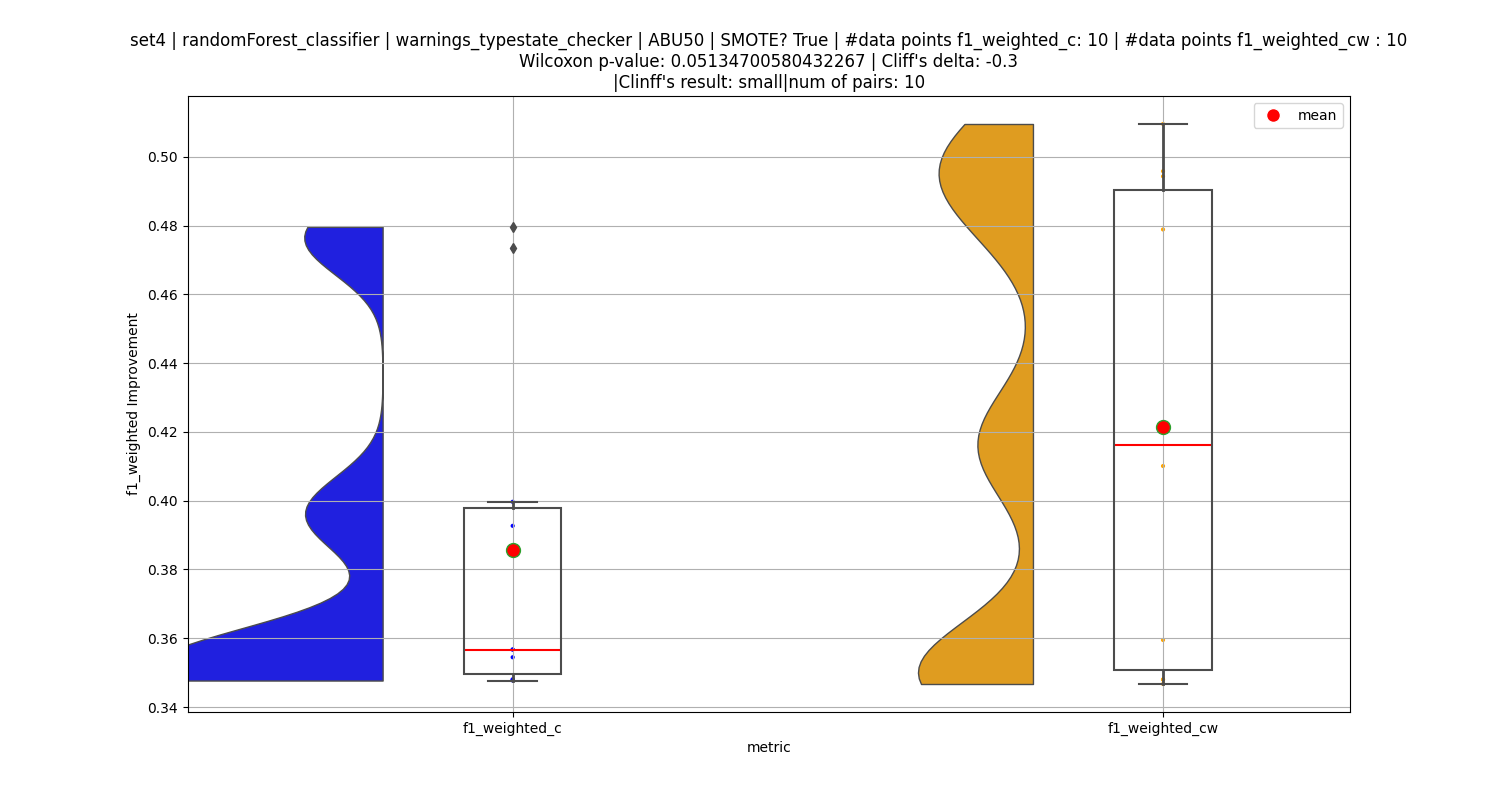 set4 | randomForest_classifier | warnings_typestate_checker | ABU50 | SMOTE? True | #data points f1_weighted_c: 10 | #data points f1_weighted_cw : 10
Wilcoxon p-value: 0.05134700580432267 | Cliff's delta: -0.3
|Clinff's result: small|num of pairs: 10
mean
0.50
0.48
0.46
0.44
0.42
0.40
0.38
0.36
0.34
f1_weighted Improvement
f1_weighted_c
f1_weighted_cw
metric